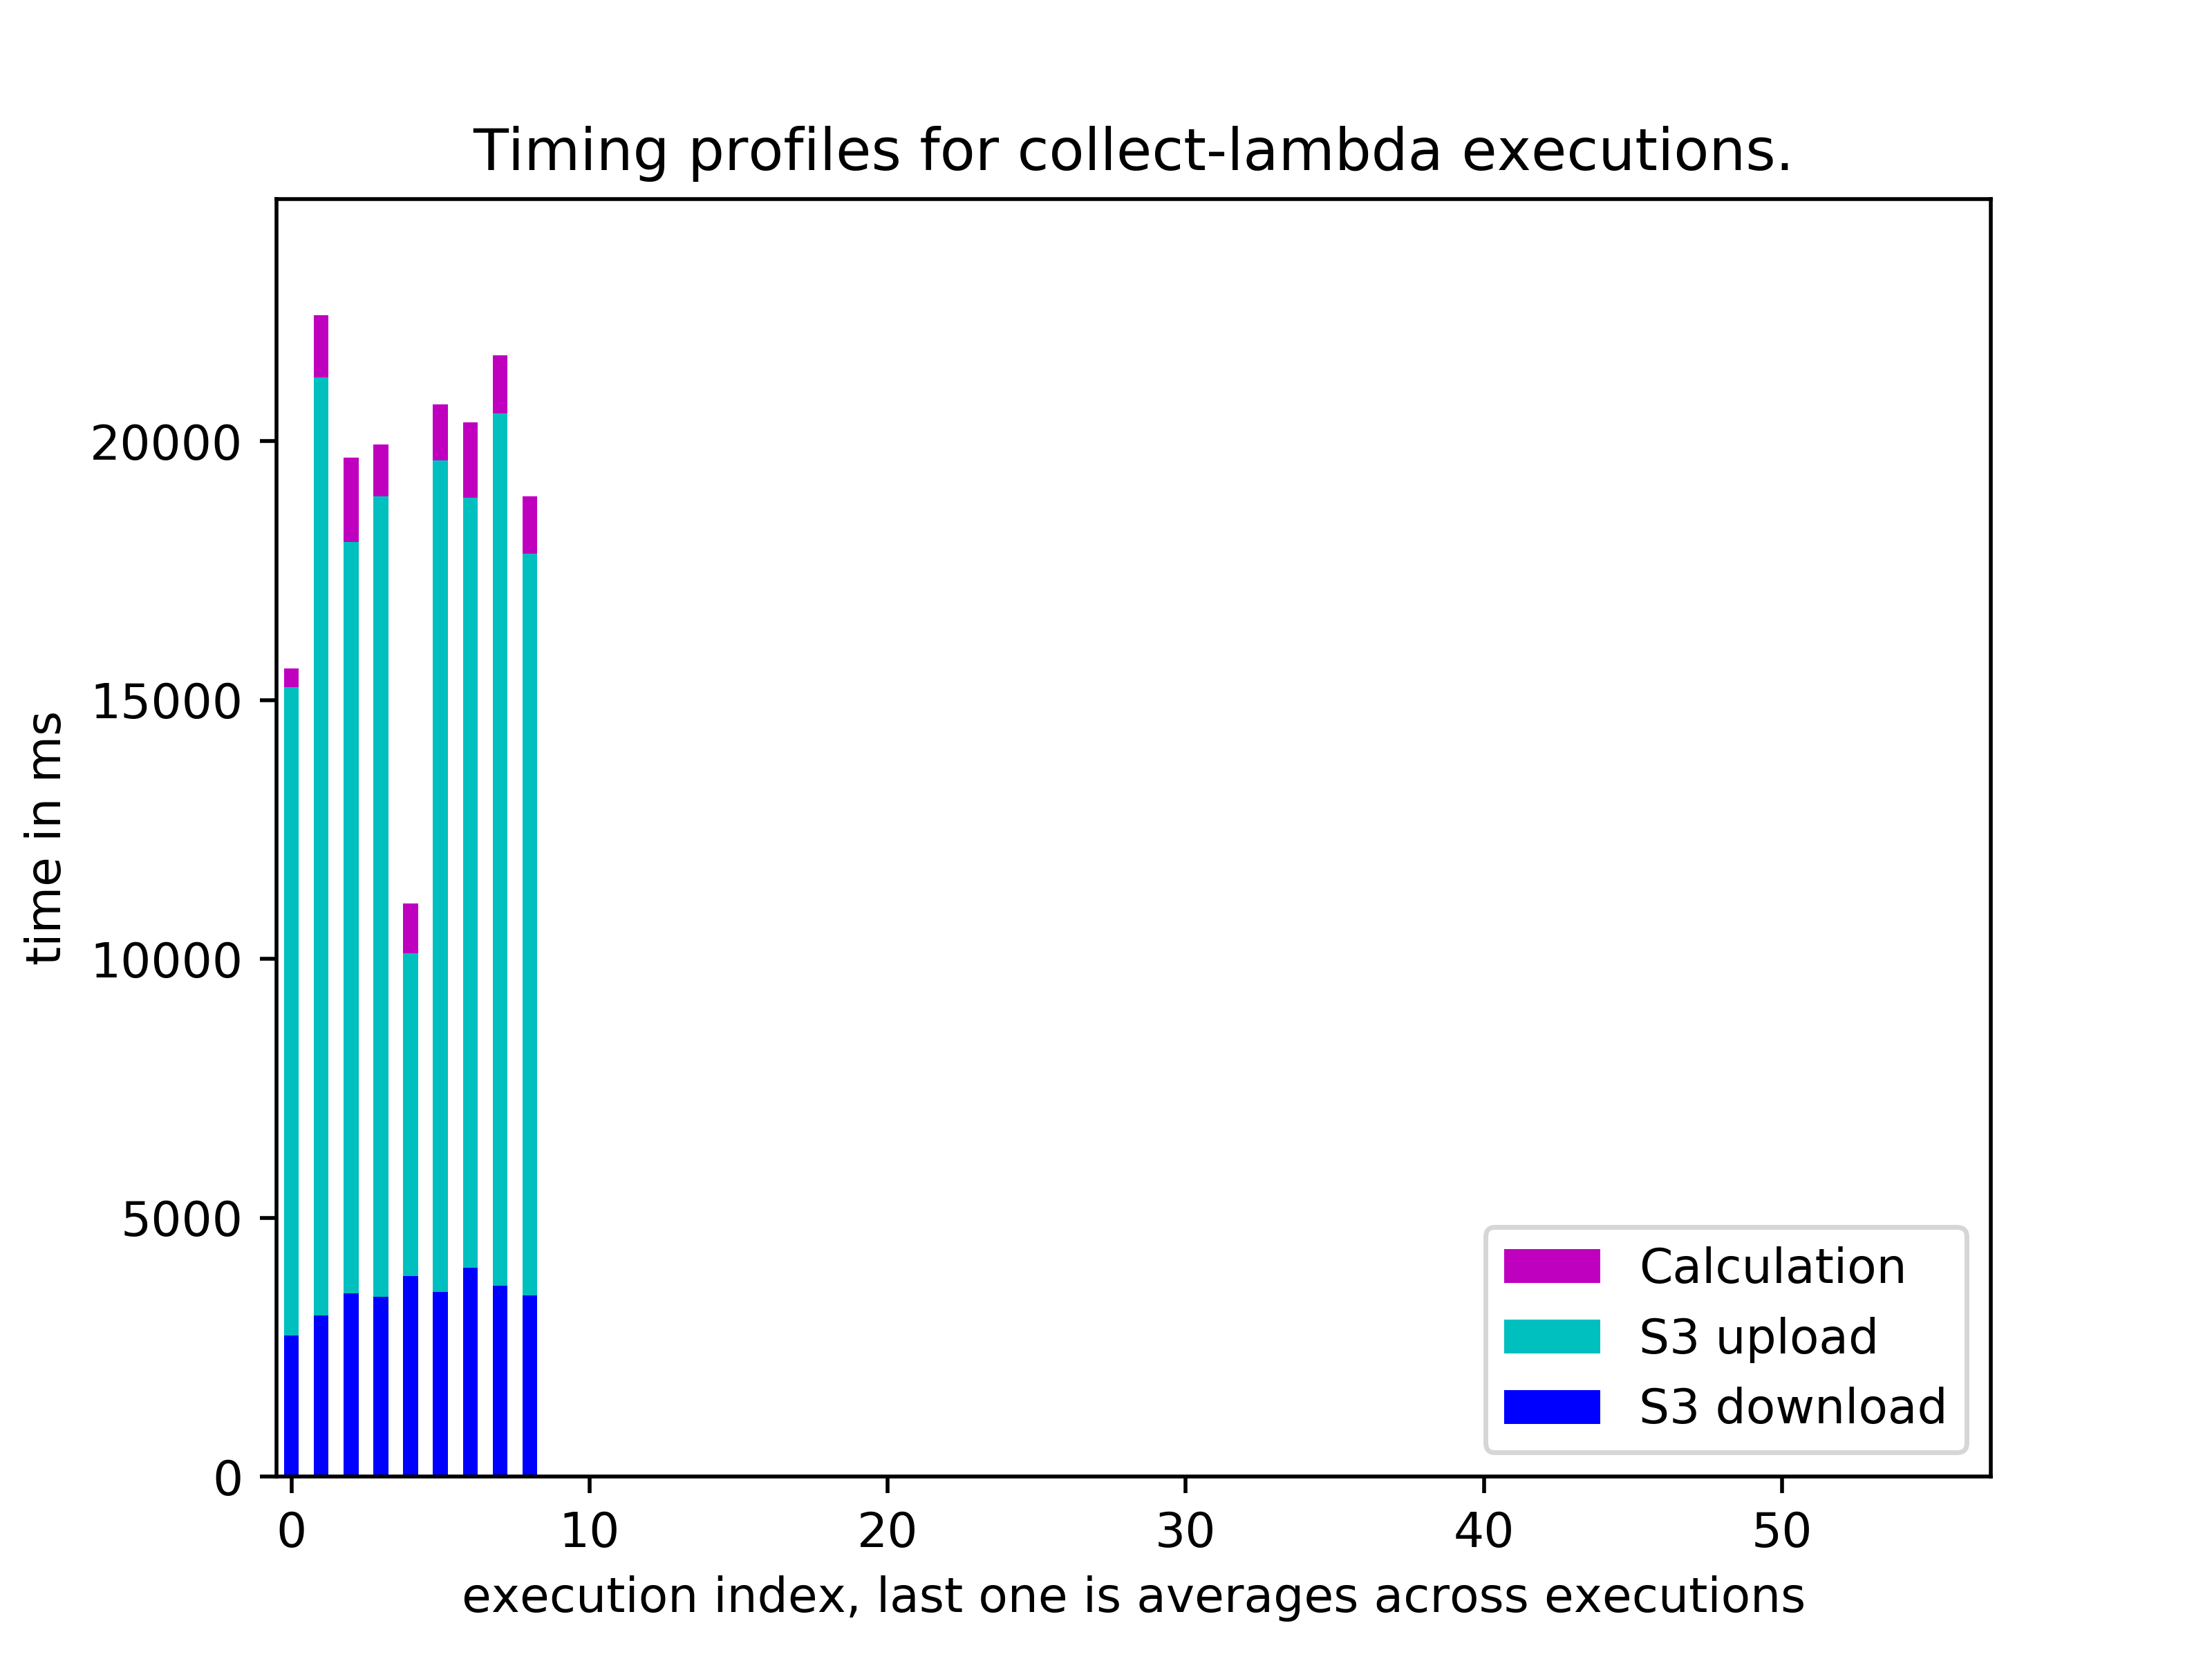 Timing profiles for collect-lambda executions.
20000
15000
10000
5000
0
time in ms
Calculation
S3 upload
S3 download
0 10 20 30 40 50
execution index, last one is averages across executions